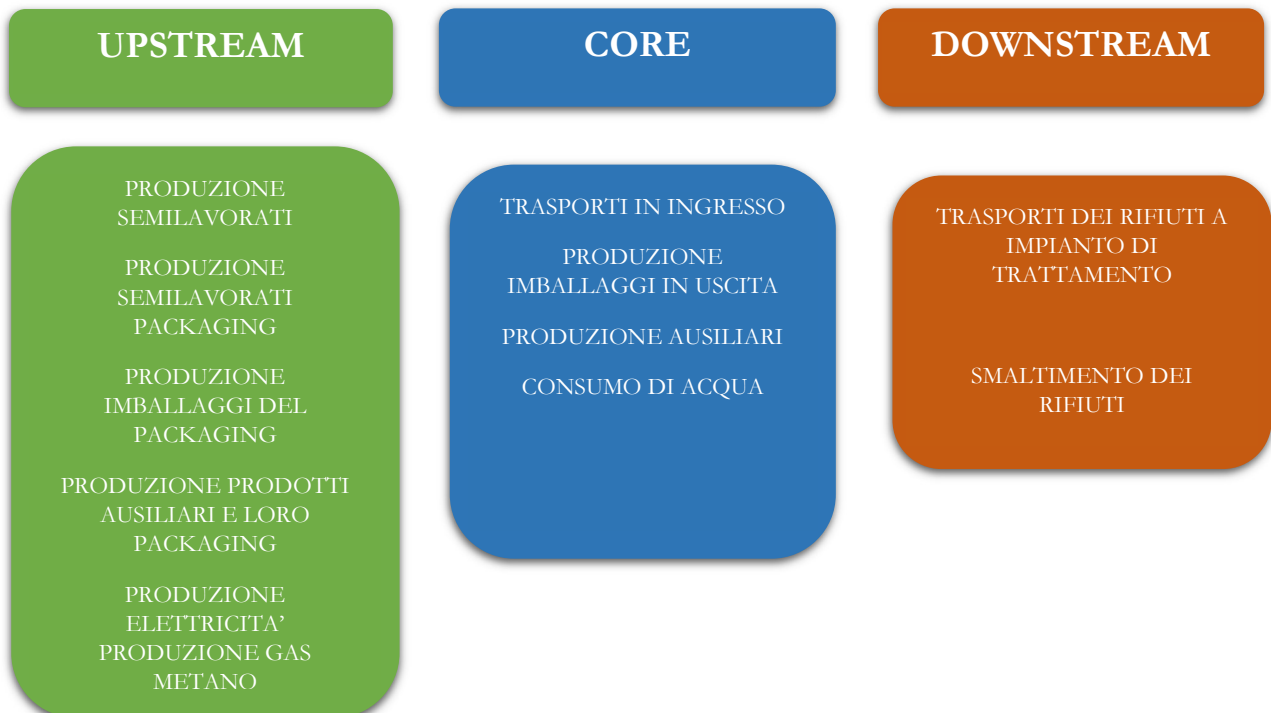 UPSTREAM
PRODUZIONE
SEMILAVORATI
PRODUZIONE
SEMILAVORATI
PACKAGING
PRODUZIONE
IMBALLAGGI DEL
PACKAGING
PRODUZIONE PRODOTTI
AUSILIARI E LORO
PACKAGING
PRODUZIONE
ELETTRICITA’
PRODUZIONE GAS
METANO
CORE
TRASPORTI IN INGRESSO
PRODUZIONE
IMBALLAGGI IN USCITA
PRODUZIONE AUSILIARI
CONSUMO DI ACQUA
DOWNSTREAM
TRASPORTI DEI RIFIUTI A
IMPIANTO DI
TRATTAMENTO
SMALTIMENTO DEI
RIFIUTI